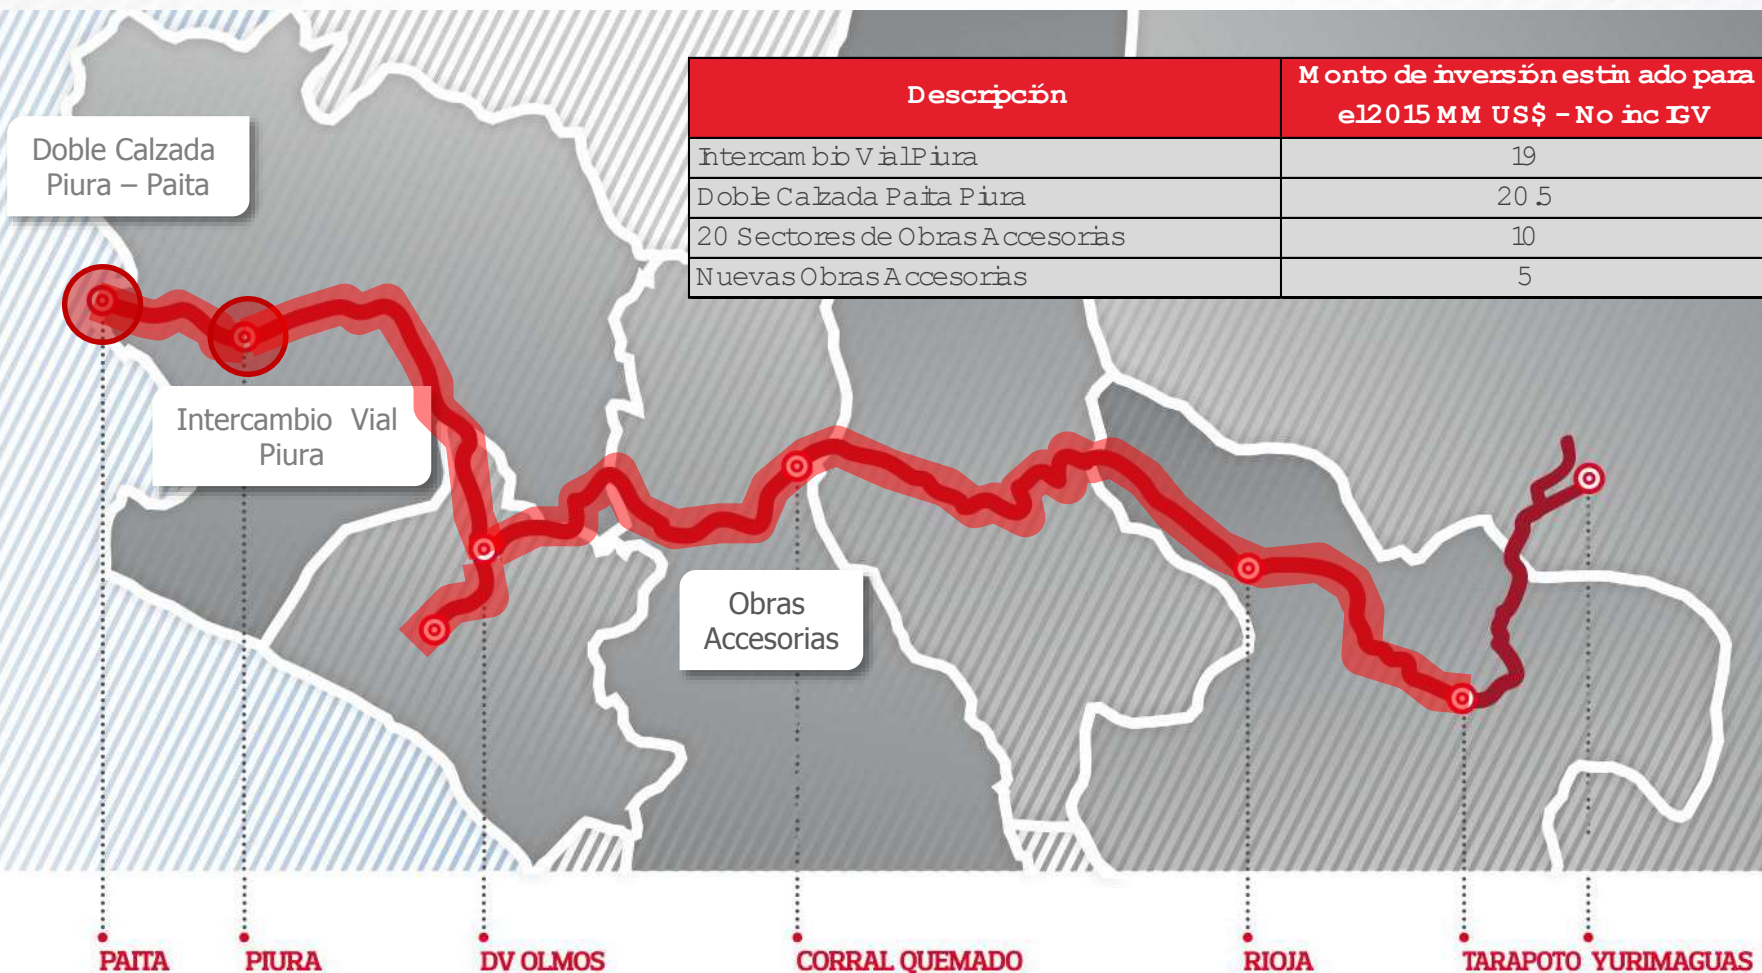 Descripción
Monto de inversión estimado para
el 2015 MM US$ - No inc IGV
Intercambio Vial Piura
19
Doble Calzada Paita Piura
20.5
20 Sectores de Obras Accesorias
10
Nuevas Obras Accesorias
5
Doble Calzada
Piura – Paita
Intercambio Vial
Piura
Obras
Accesorias
PAITA
PIURA
DV OLMOS
CORRAL QUEMADO
RIOJA
TARAPOTO
YURIMAGUAS